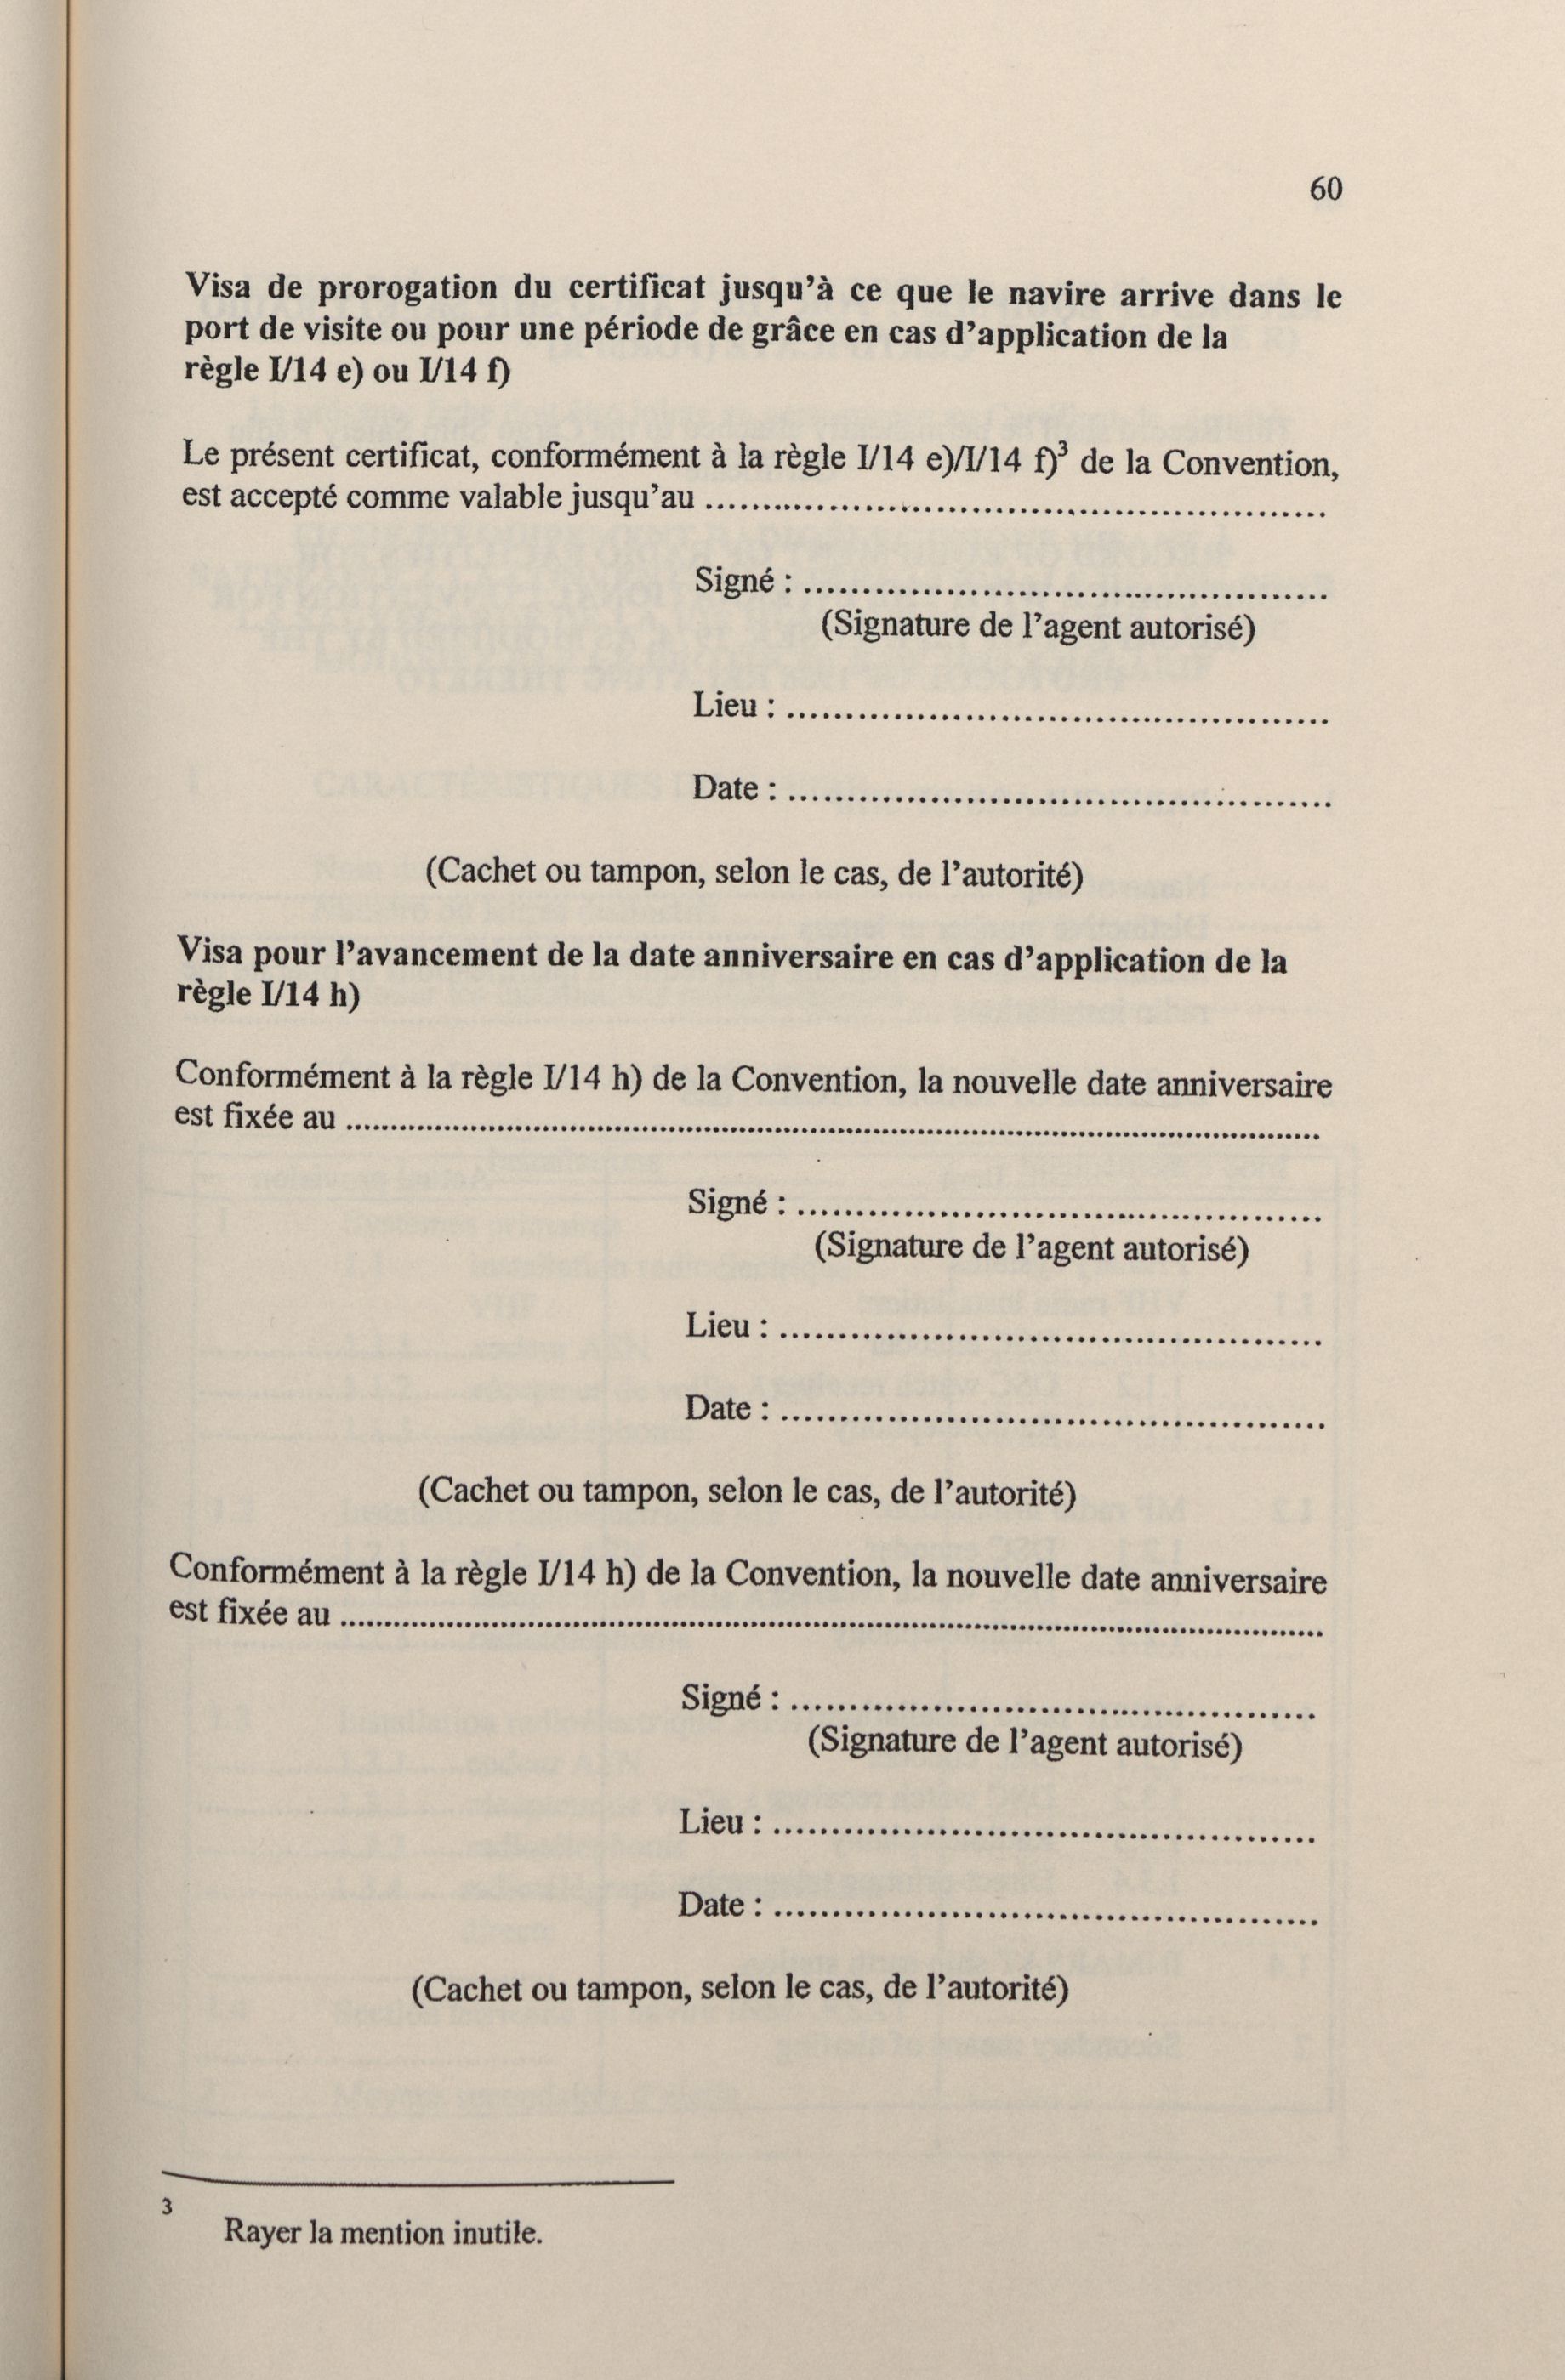 60
Visa de prorogation du certificat jusqu’à ce que le navire arrive dans le
port de visite ou pour une période de grâce en cas d’application de la
règle I/14 e) ou I/14 f)
Le présent certificat, conformément à la règle I/14 e)/I/14 f)³ de la Convention,
est accepté comme valable jusqu’au ............................................................
Signé : ..................................................
(Signature de l’agent autorisé)
Lieu : ..................................................
Date : ..................................................
(Cachet ou tampon, selon le cas, de l’autorité)
Visa pour l’avancement de la date anniversaire en cas d’application de la
règle I/14 h)
Conformément à la règle I/14 h) de la Convention, la nouvelle date anniversaire
est fixée au ..........................................................................................
Signé : ..................................................
(Signature de l’agent autorisé)
Lieu : ..................................................
Date : ..................................................
(Cachet ou tampon, selon le cas, de l’autorité)
Conformément à la règle I/14 h) de la Convention, la nouvelle date anniversaire
est fixée au ..........................................................................................
Signé : ..................................................
(Signature de l’agent autorisé)
Lieu : ..................................................
Date : ..................................................
(Cachet ou tampon, selon le cas, de l’autorité)
3
Rayer la mention inutile.